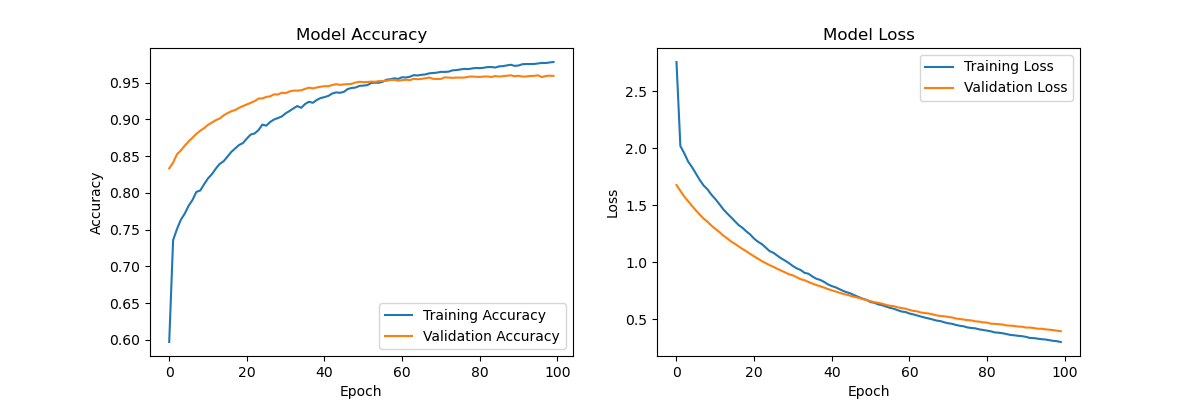 Model Accuracy
Accuracy
0.95
0.90
0.85
0.80
0.75
0.70
0.65
0.60
Training Accuracy
Validation Accuracy
0 20 40 60 80 100
Epoch
Model Loss
Loss
2.5
2.0
1.5
1.0
0.5
Training Loss
Validation Loss
0 20 40 60 80 100
Epoch